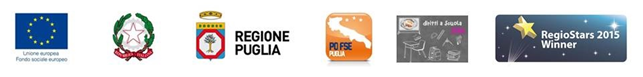 Unione europea
Fondo sociale europeo
REGIONE
PUGLIA
PO FSE
PUGLIA
diritti a Scuola
RegioStars 2015
Winner